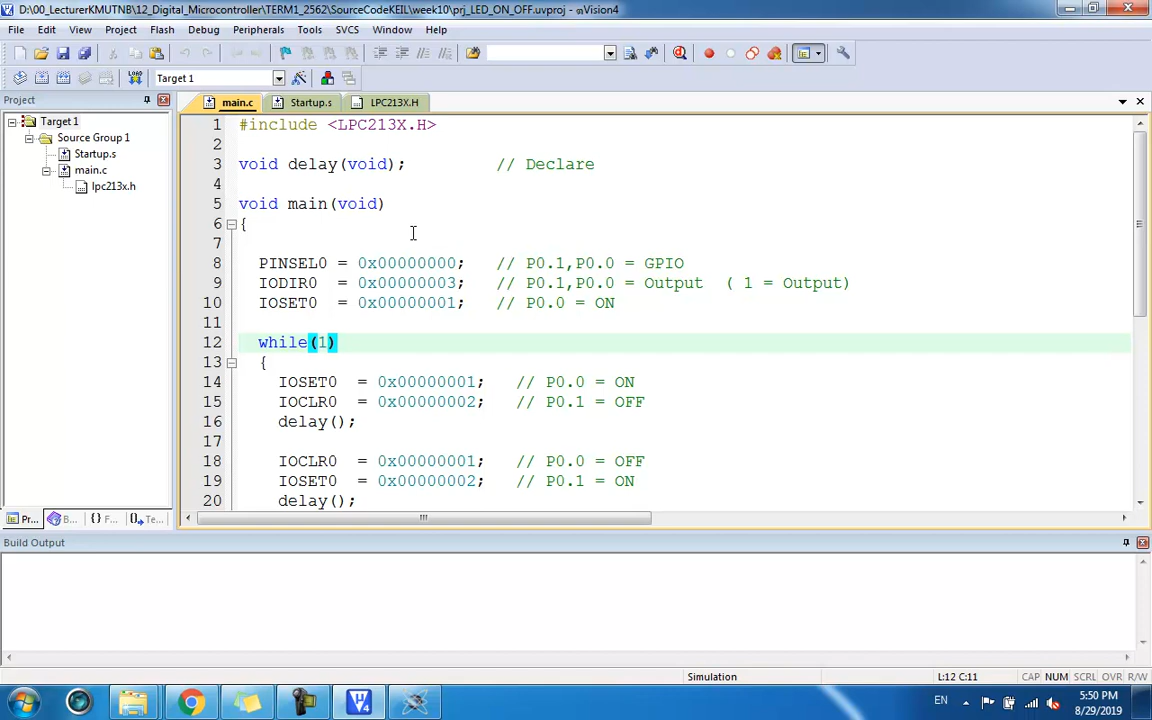 D:\00_LecturerKMUTNB\12_Digital_Microcontroller\TERM1_2562\SourceCodeKEIL\week10\prj_LED_ON_OFF.uvproj - µVision4
File Edit View Project Flash Debug Peripherals Tools SVCS Window Help
LOAD Target 1
Project
main.c Startup.s LPC213X.H
Target 1
Source Group 1
Startup.s
main.c
lpc213x.h
1 #include <LPC213X.H>
2
3 void delay(void); // Declare
4
5 void main(void)
6 {
7
8 PINSEL0 = 0x00000000; // P0.1,P0.0 = GPIO
9 IODIR0 = 0x00000003; // P0.1,P0.0 = Output ( 1 = Output)
10 IOSET0 = 0x00000001; // P0.0 = ON
11
12 while(1)
13 {
14 IOSET0 = 0x00000001; // P0.0 = ON
15 IOCLR0 = 0x00000002; // P0.1 = OFF
16 delay();
17
18 IOCLR0 = 0x00000001; // P0.0 = OFF
19 IOSET0 = 0x00000002; // P0.1 = ON
20 delay();
Pr... B... {} F... Te...
Build Output
Simulation L:12 C:11 CAP NUM SCRL OVR R/W
EN 5:50 PM
8/29/2019